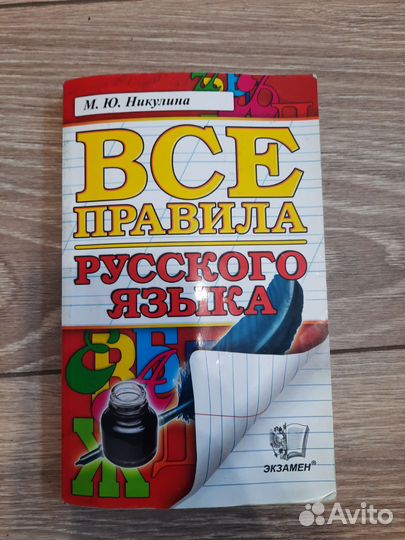 М. Ю. Никулина
ВСЕ
ПРАВИЛА
РУССКОГО
ЯЗЫКА
ЭКЗАМЕН®
Avito